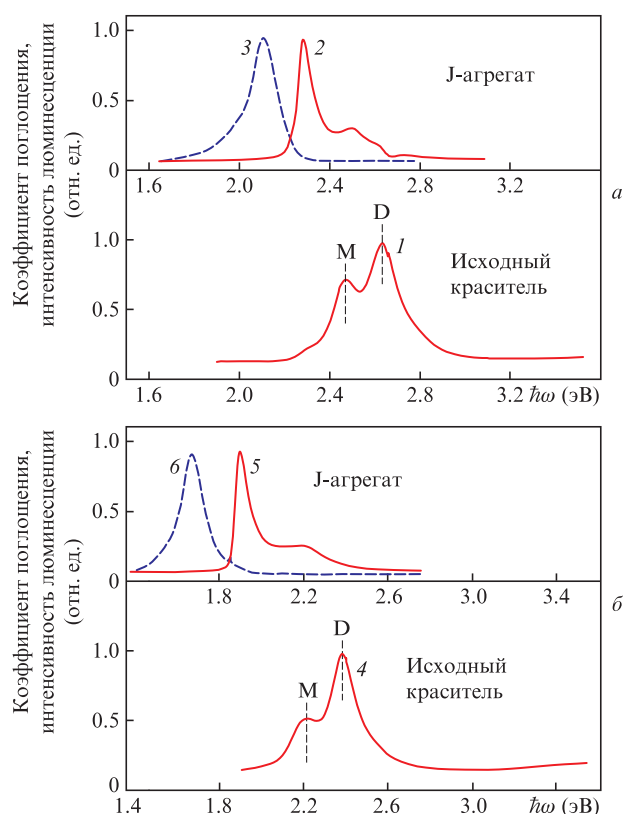 Коэффициент поглощения,
интенсивность люминесценции
(отн. ед.)
1.0
0.5
0
3
2
J-агрегат
1.6 2.0 2.4 2.8 3.2
а
1.0
0.5
0
M
D
1
Исходный
краситель
1.6 2.0 2.4 2.8 3.2 ħω (эВ)
Коэффициент поглощения,
интенсивность люминесценции
(отн. ед.)
1.0
0.5
0
6
5
J-агрегат
1.8 2.2 2.6 3.0 3.4
б
1.0
0.5
0
M
D
4
Исходный
краситель
1.4 1.8 2.2 2.6 3.0 ħω (эВ)